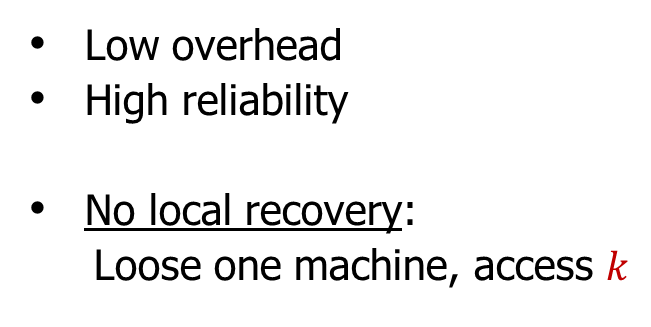 • Low overhead
• High reliability
• No local recovery:
Loose one machine, access k